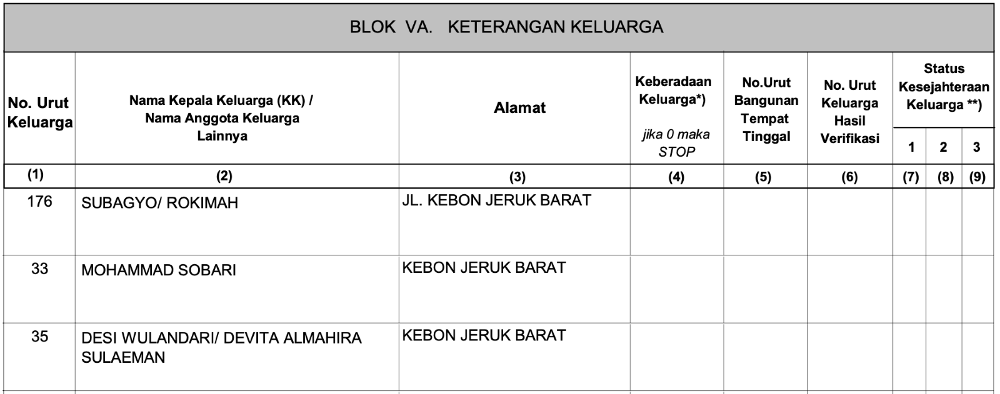 BLOK VA. KETERANGAN KELUARGA
No. Urut
Keluarga
Nama Kepala Keluarga (KK) /
Nama Anggota Keluarga
Lainnya
Alamat
Keberadaan
Keluarga*)
jika 0 maka
STOP
No.Urut
Bangunan
Tempat
Tinggal
No. Urut
Keluarga
Hasil
Verifikasi
Status
Kesejahteraan
Keluarga **)
1 2 3
(1) (2) (3) (4) (5) (6) (7) (8) (9)
176 SUBAGYO/ ROKIMAH JL. KEBON JERUK BARAT
33 MOHAMMAD SOBARI KEBON JERUK BARAT
35 DESI WULANDARI/ DEVITA ALMAHIRA KEBON JERUK BARAT
SULAEMAN